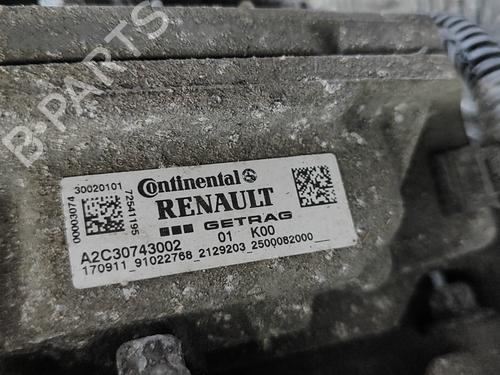 B-PARTS
00003074
30020101
72541195
Continental
RENAULT
GETRAG
A2C30743002 01 K00
170911_91022768_2129203_2500082000